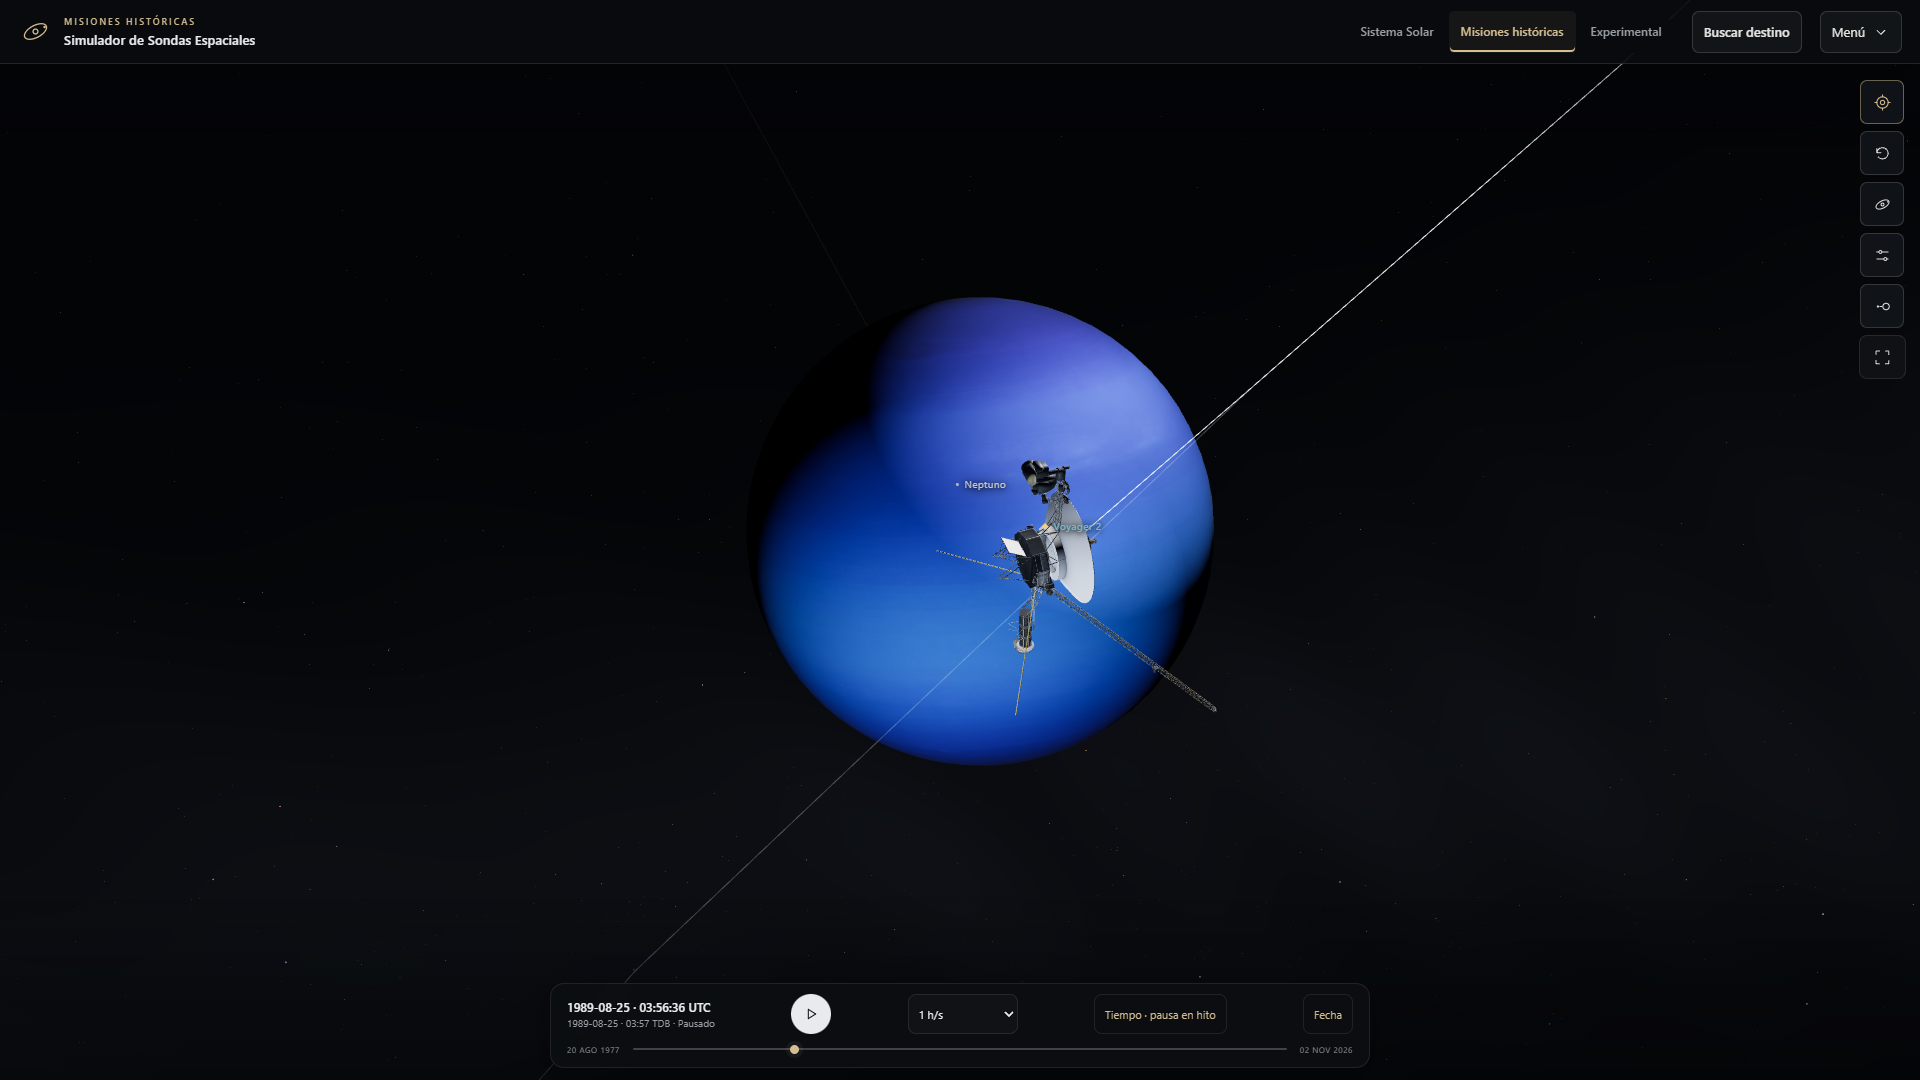 MISIONES HISTÓRICAS
Simulador de Sondas Espaciales
Sistema Solar
Misiones históricas
Experimental
Buscar destino
Menú
Neptuno
Voyager 2
1989-08-25 · 03:56:36 UTC
1989-08-25 · 03:57 TDB · Pausado
1 h/s
Tiempo · pausa en hito
Fecha
20 AGO 1977
02 NOV 2026